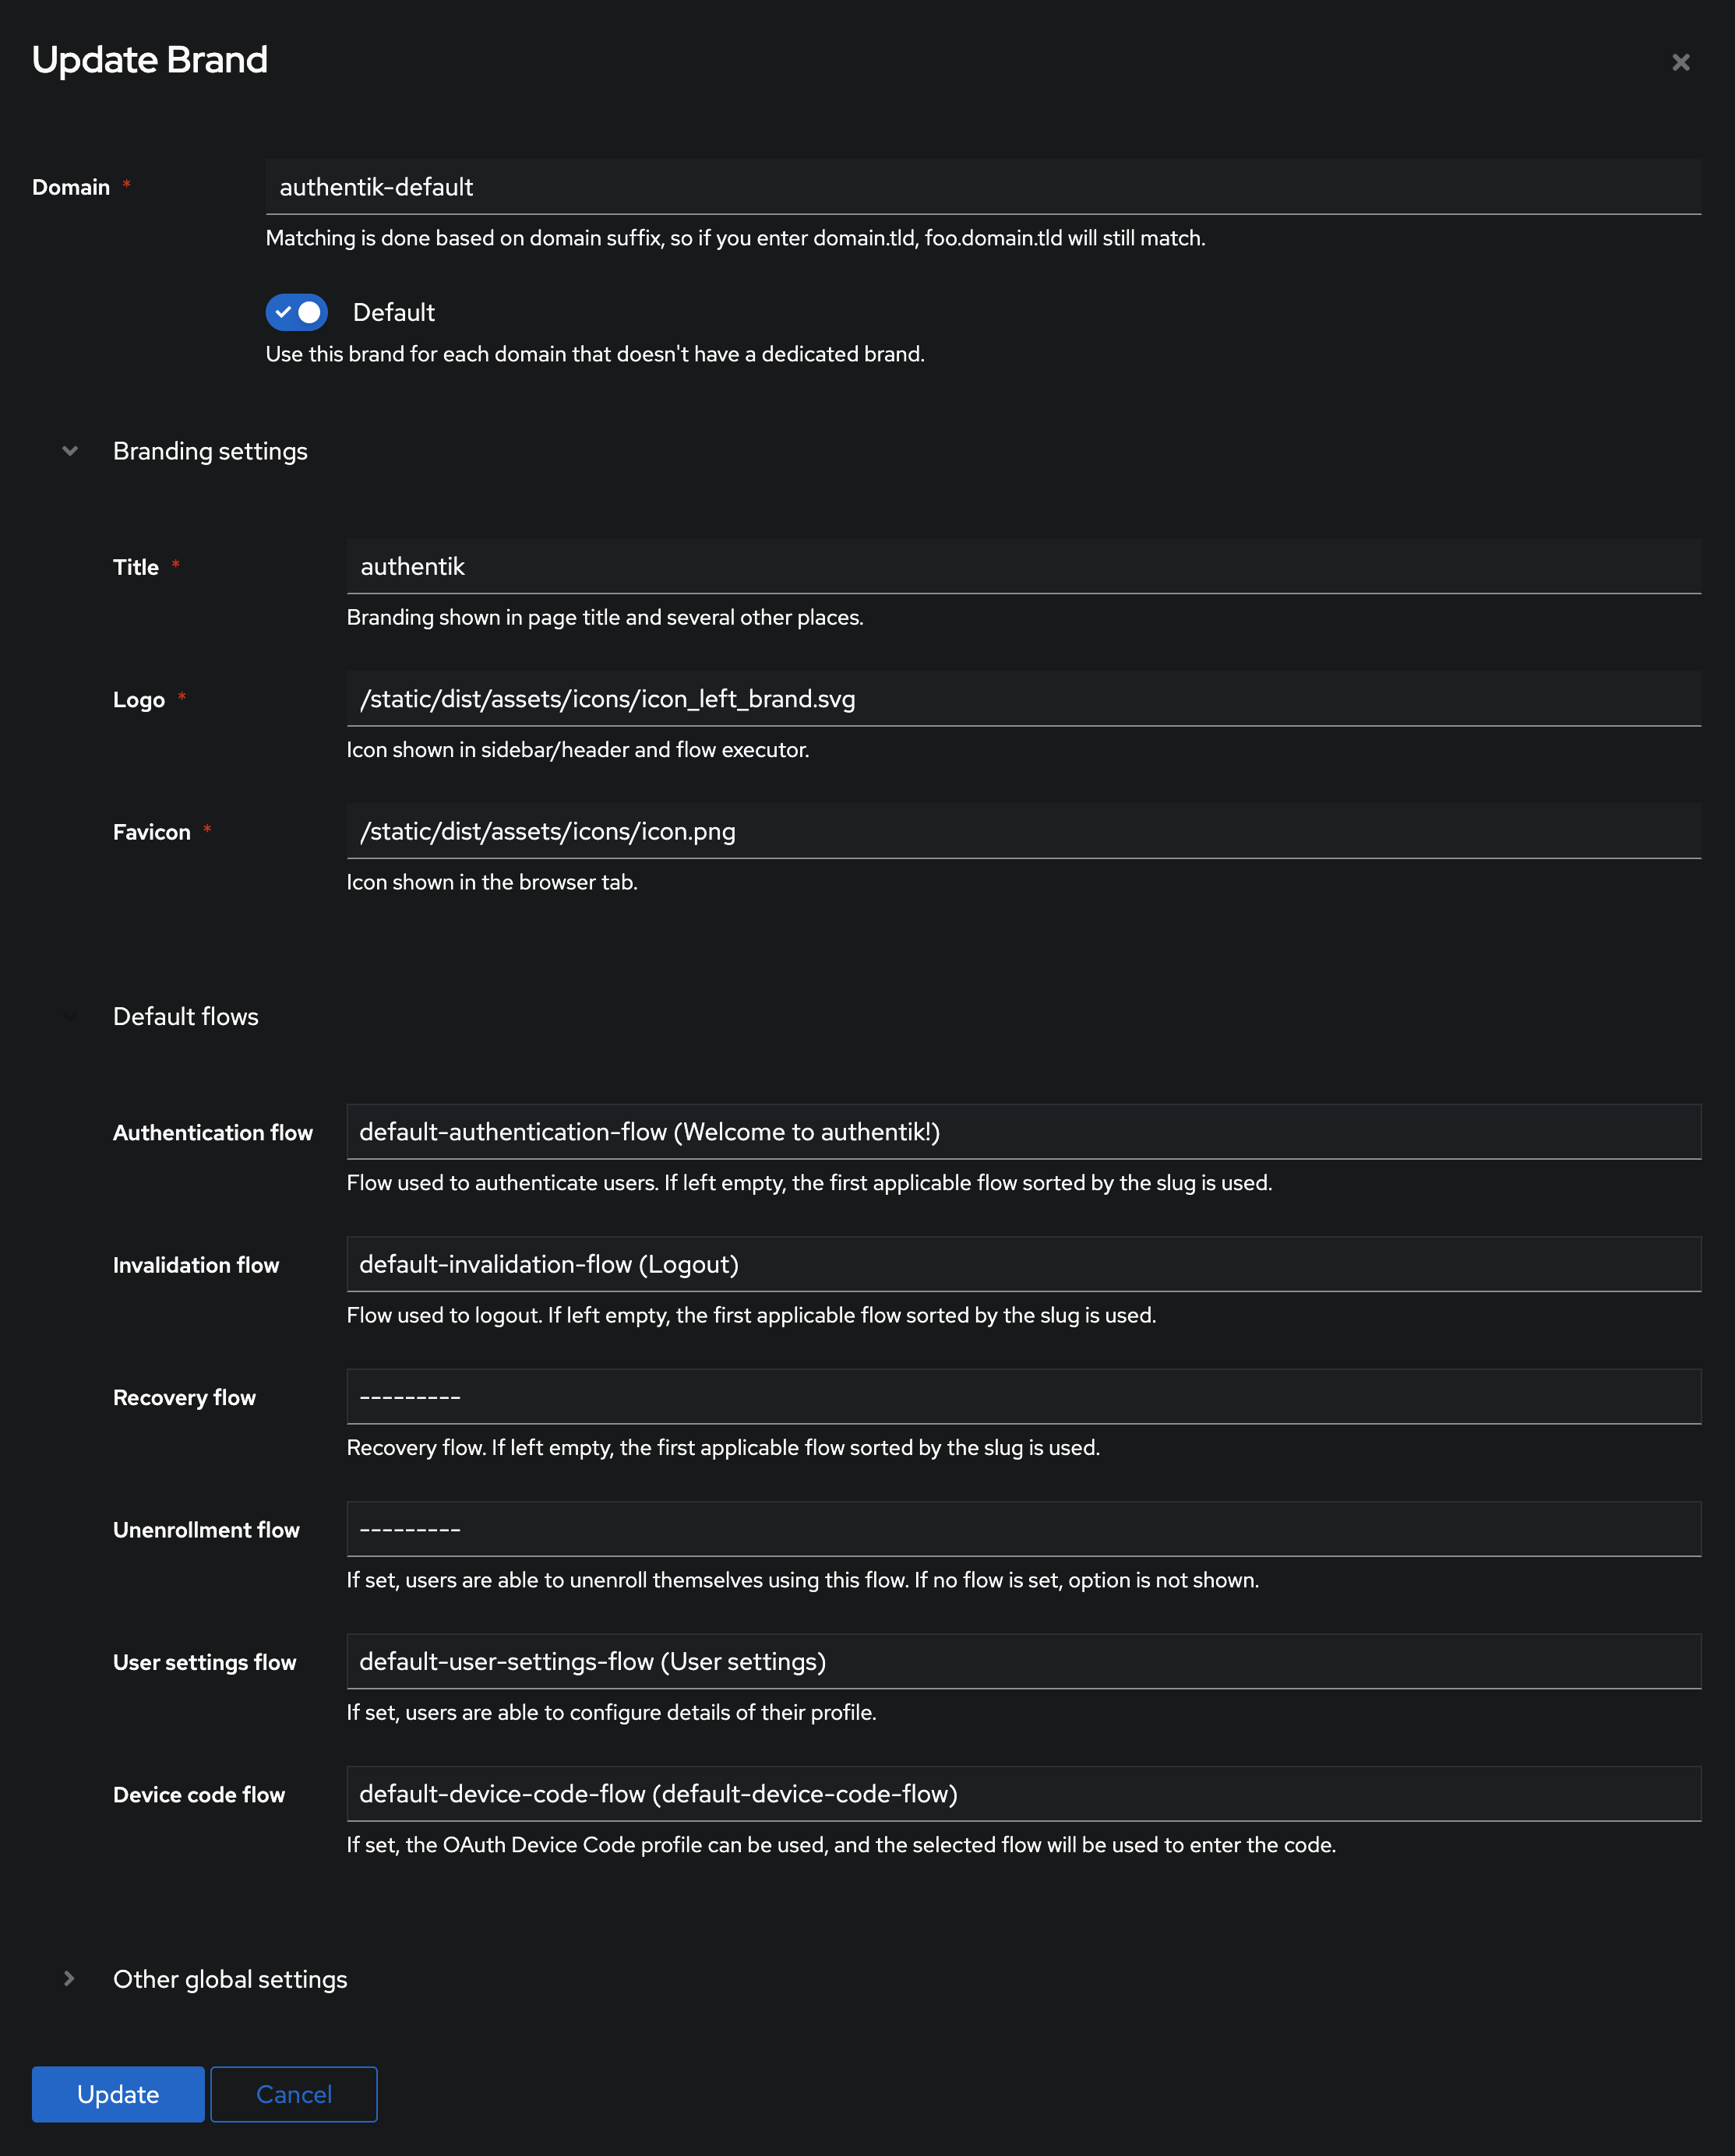 Update Brand
Domain *
authentik-default
Matching is done based on domain suffix, so if you enter domain.tld, foo.domain.tld will still match.
Default
Use this brand for each domain that doesn't have a dedicated brand.
Branding settings
Title *
authentik
Branding shown in page title and several other places.
Logo *
/static/dist/assets/icons/icon_left_brand.svg
Icon shown in sidebar/header and flow executor.
Favicon *
/static/dist/assets/icons/icon.png
Icon shown in the browser tab.
Default flows
Authentication flow
default-authentication-flow (Welcome to authentik!)
Flow used to authenticate users. If left empty, the first applicable flow sorted by the slug is used.
Invalidation flow
default-invalidation-flow (Logout)
Flow used to logout. If left empty, the first applicable flow sorted by the slug is used.
Recovery flow
---------
Recovery flow. If left empty, the first applicable flow sorted by the slug is used.
Unenrollment flow
---------
If set, users are able to unenroll themselves using this flow. If no flow is set, option is not shown.
User settings flow
default-user-settings-flow (User settings)
If set, users are able to configure details of their profile.
Device code flow
default-device-code-flow (default-device-code-flow)
If set, the OAuth Device Code profile can be used, and the selected flow will be used to enter the code.
Other global settings
Update
Cancel